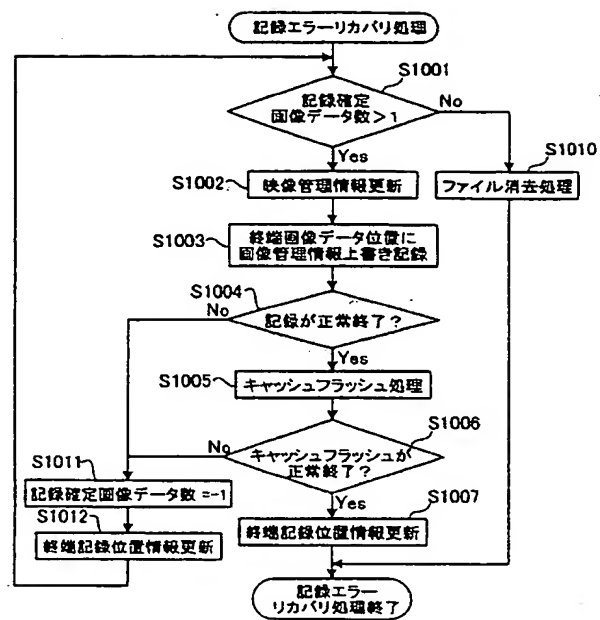 記録エラーリカバリ処理
S1001
記録確定
画像データ数>1
No
Yes
S1010
ファイル消去処理
S1002
映像管理情報更新
S1003
終端画像データ位置に
画像管理情報上書き記録
S1004
No
記録が正常終了?
Yes
S1005
キャッシュフラッシュ処理
S1006
No
キャッシュフラッシュが
正常終了?
Yes
S1011
記録確定画像データ数=-1
S1007
終端記録位置情報更新
S1012
終端記録位置情報更新
記録エラー
リカバリ処理終了